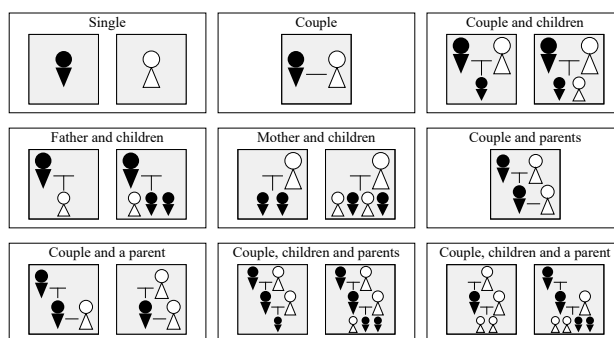 Single
Couple
Couple and children
Father and children
Mother and children
Couple and parents
Couple and a parent
Couple, children and parents
Couple, children and a parent